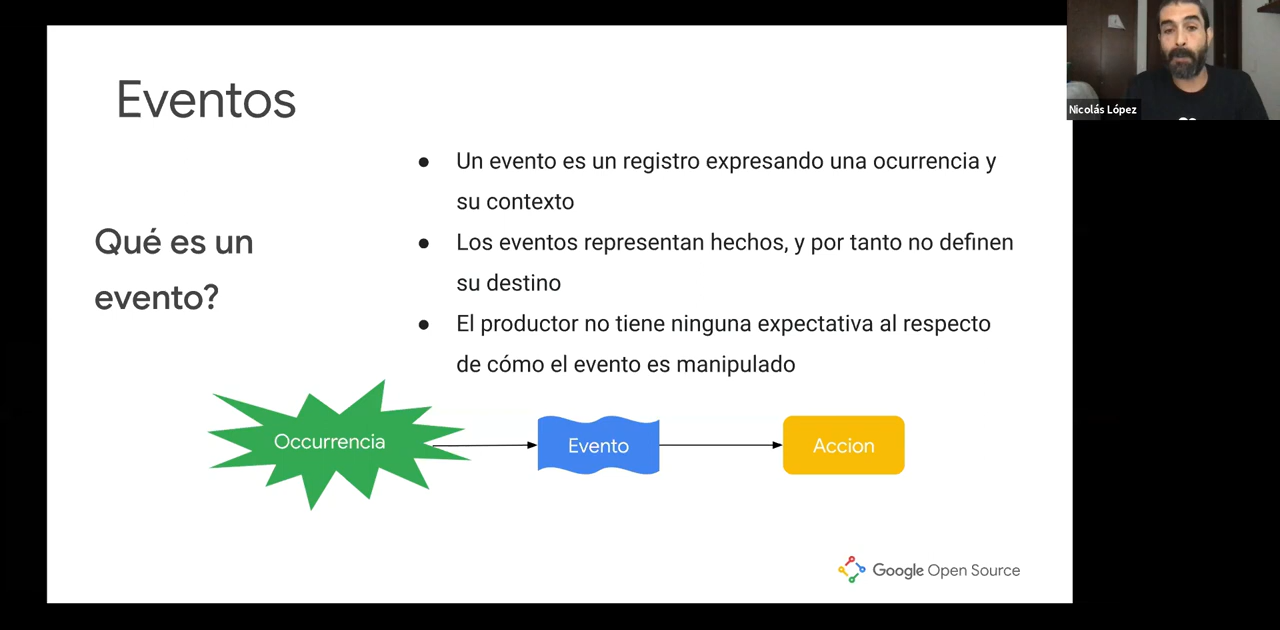 Eventos
Qué es un
evento?
● Un evento es un registro expresando una ocurrencia y
su contexto
● Los eventos representan hechos, y por tanto no definen
su destino
● El productor no tiene ninguna expectativa al respecto
de cómo el evento es manipulado
Occurrencia
Evento
Accion
Google Open Source
Nicolás López